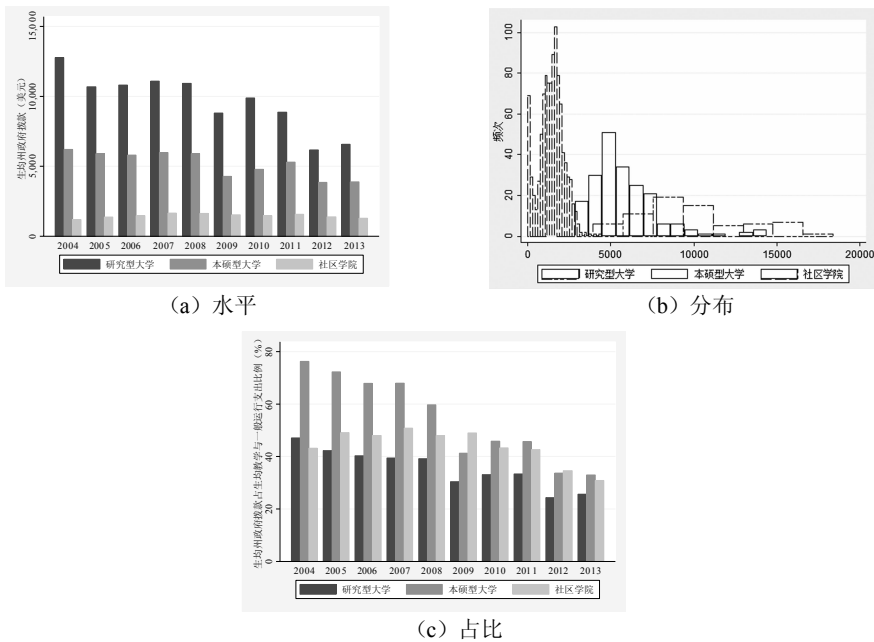 生均州政府拨款（美元）
15,000
10,000
5,000
0
2004 2005 2006 2007 2008 2009 2010 2011 2012 2013
研究型大学 本硕型大学 社区学院
（a）水平
频次
100
80
60
40
20
0
0 5000 10000 15000 20000
研究型大学 本硕型大学 社区学院
（b）分布
生均州政府拨款占生均教学与一般运行支出比例（%）
80
60
40
20
0
2004 2005 2006 2007 2008 2009 2010 2011 2012 2013
研究型大学 本硕型大学 社区学院
（c）占比